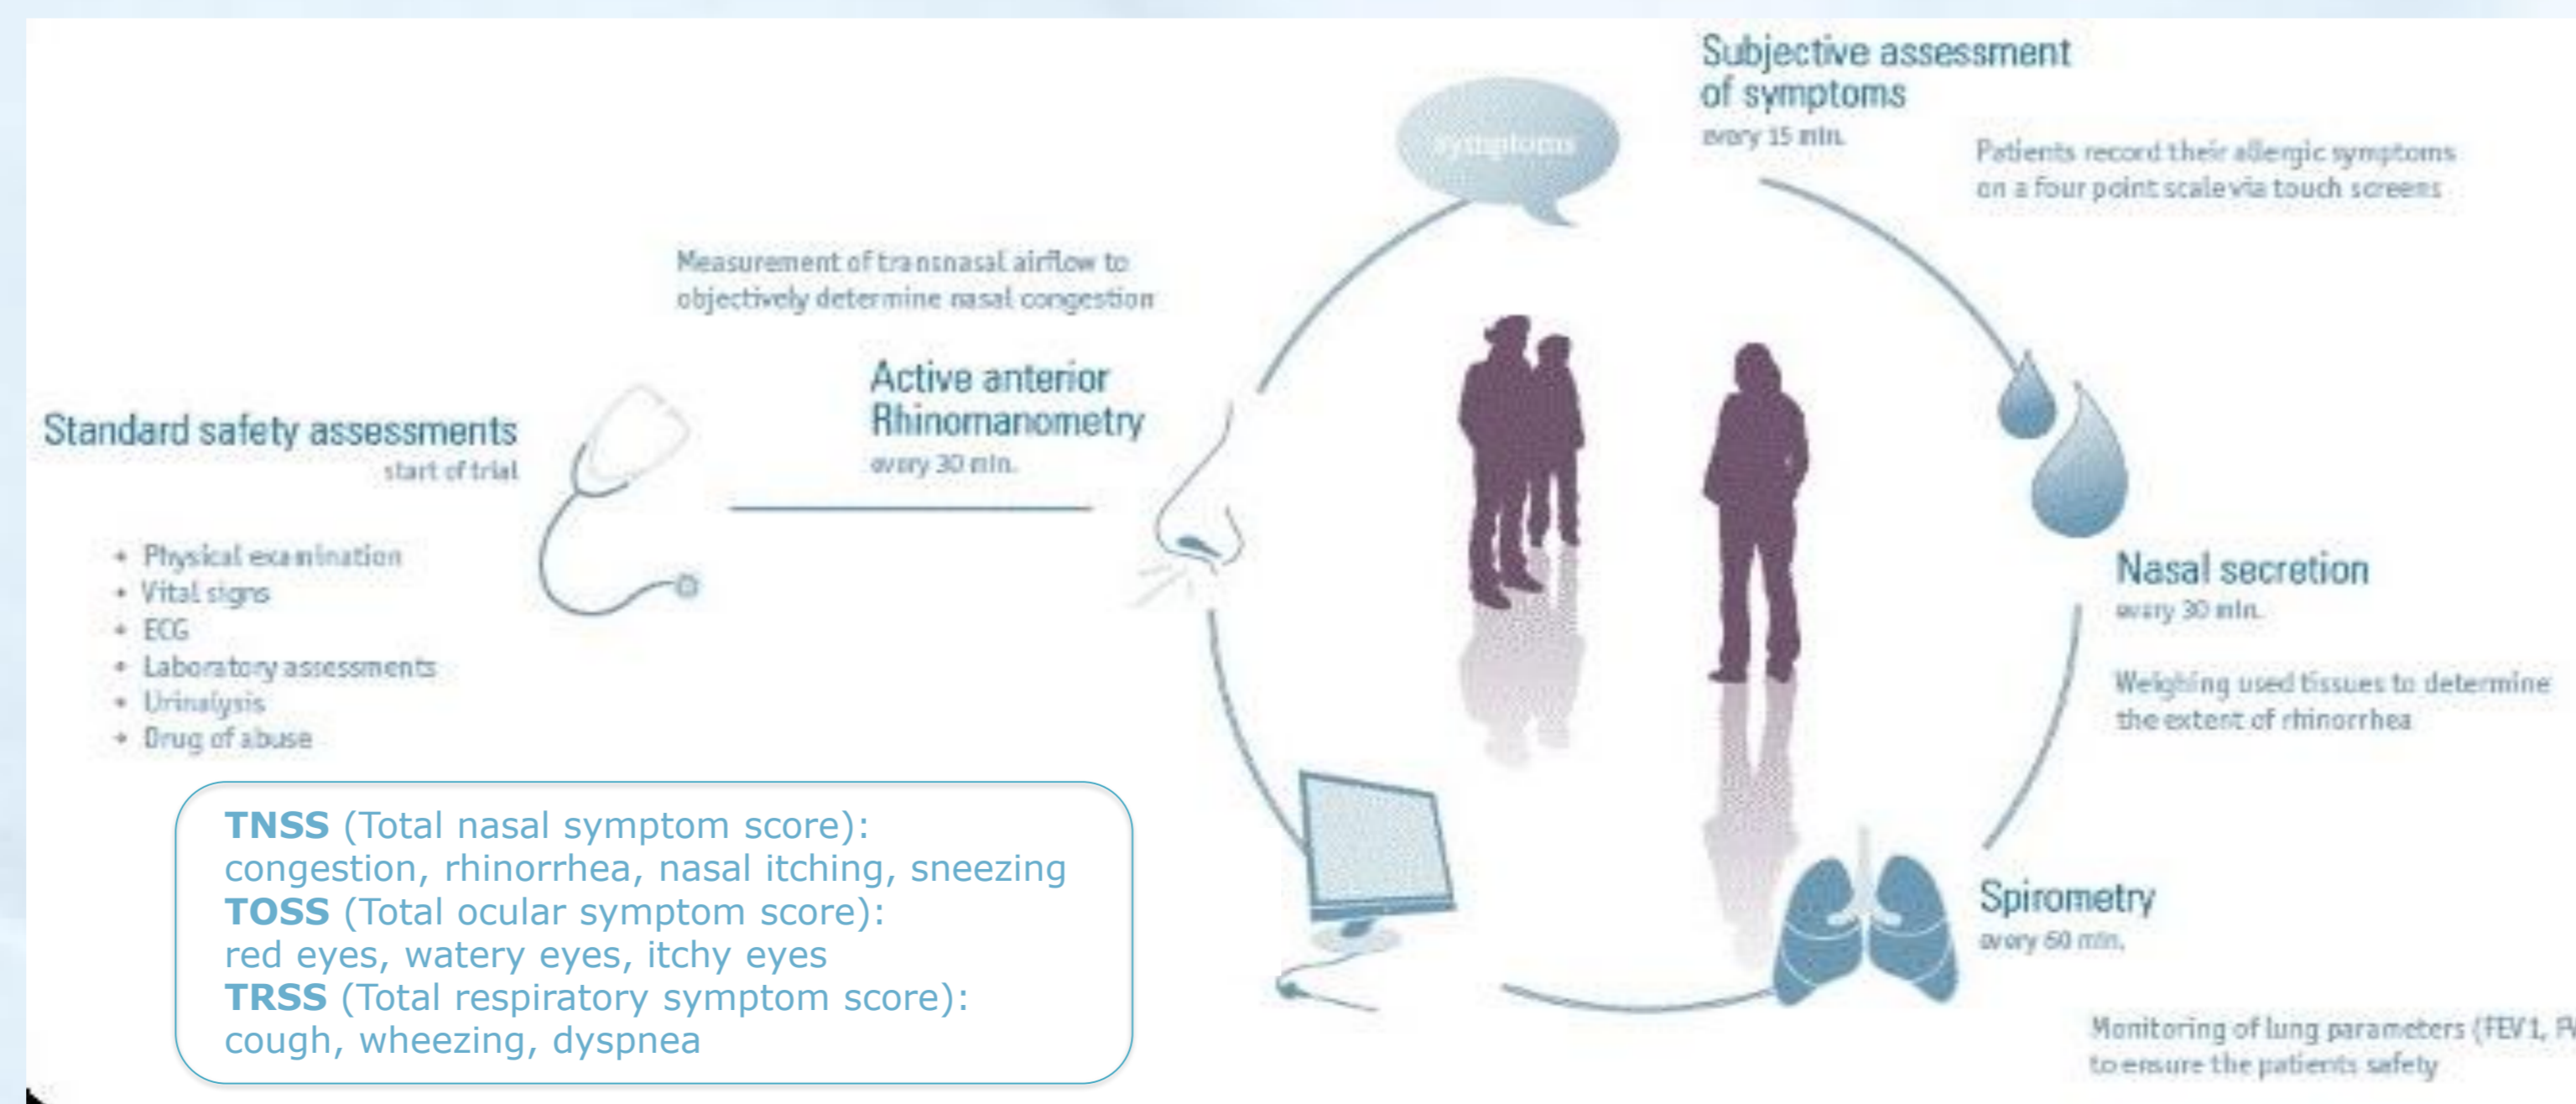 Subjective assessment
of symptoms
every 15 min.
symptoms
Patients record their allergic symptoms
on a four point scale via touch screens
Measurement of transnasal airflow to
objectively determine nasal congestion
Active anterior
Rhinomanometry
every 30 min.
Standard safety assessments
start of trial
+ Physical examination
+ Vital signs
+ ECG
+ Laboratory assessments
+ Urinalysis
+ Drug of abuse
Nasal secretion
every 30 min.
Weighing used tissues to determine
the extent of rhinorrhea
TNSS (Total nasal symptom score):
congestion, rhinorrhea, nasal itching, sneezing
TOSS (Total ocular symptom score):
red eyes, watery eyes, itchy eyes
TRSS (Total respiratory symptom score):
cough, wheezing, dyspnea
Spirometry
every 60 min.
Monitoring of lung parameters (FEV1,
to ensure the patients safety